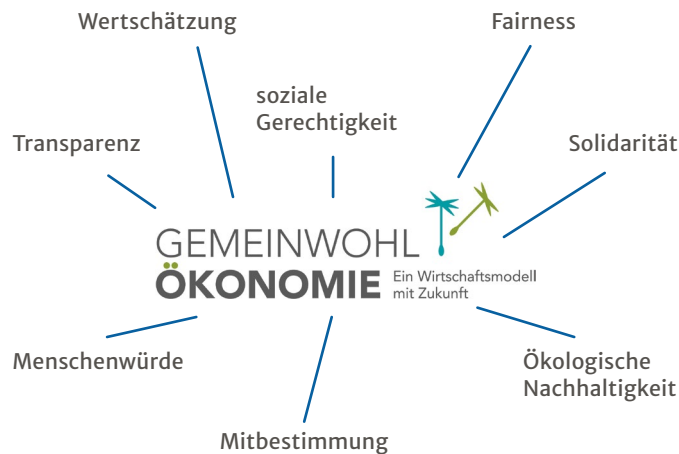 Wertschätzung
Fairness
soziale
Gerechtigkeit
Transparenz
Solidarität
GEMEINWOHL
ÖKONOMIE
Ein Wirtschaftsmodell
mit Zukunft
Menschenwürde
Ökologische
Nachhaltigkeit
Mitbestimmung